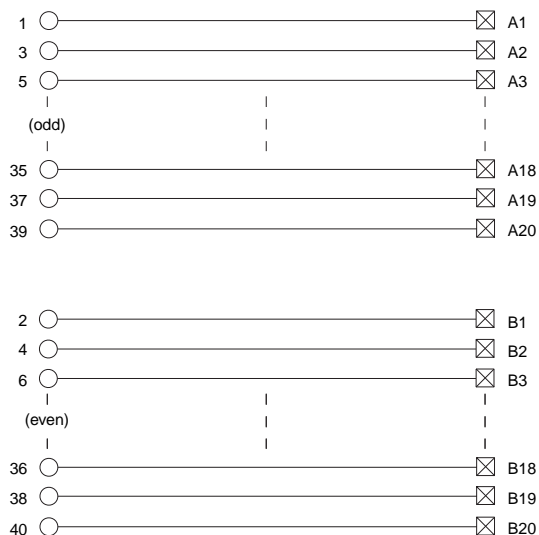 1 A1
3 A2
5 A3
(odd)
35 A18
37 A19
39 A20
2 B1
4 B2
6 B3
(even)
36 B18
38 B19
40 B20